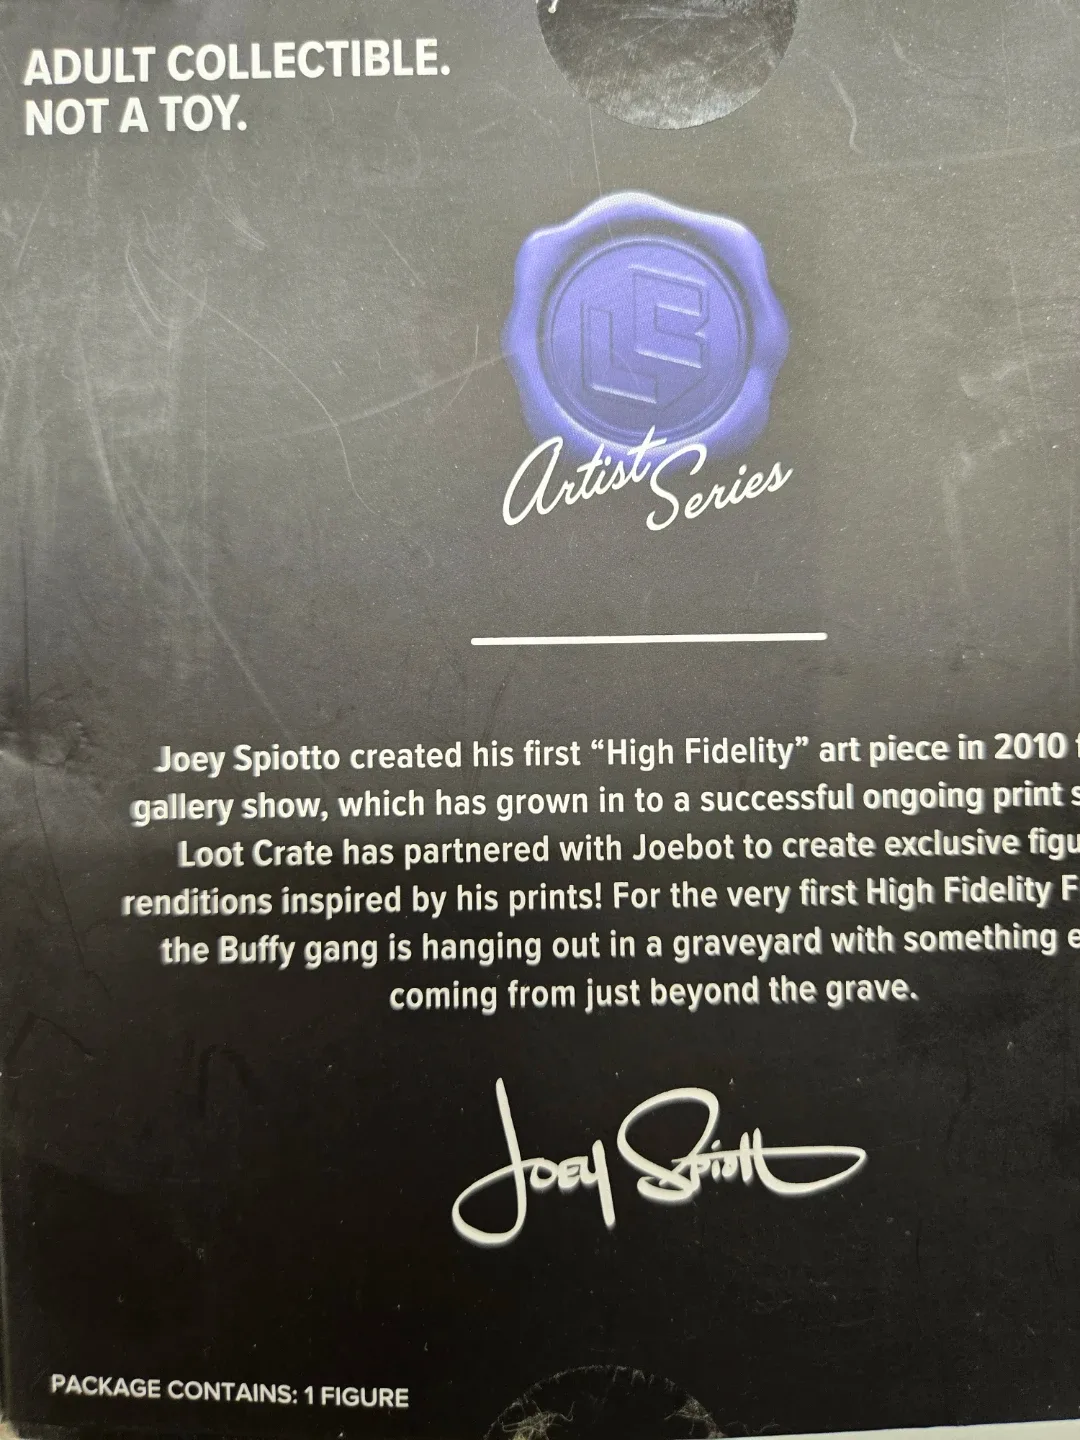 ADULT COLLECTIBLE.
NOT A TOY.
LC
Artist Series
Joey Spiotto created his first “High Fidelity” art piece in 2010
gallery show, which has grown in to a successful ongoing print
Loot Crate has partnered with Joebot to create exclusive figu
renditions inspired by his prints! For the very first High Fidelity F
the Buffy gang is hanging out in a graveyard with something e
coming from just beyond the grave.
Joey Spiotto
PACKAGE CONTAINS: 1 FIGURE